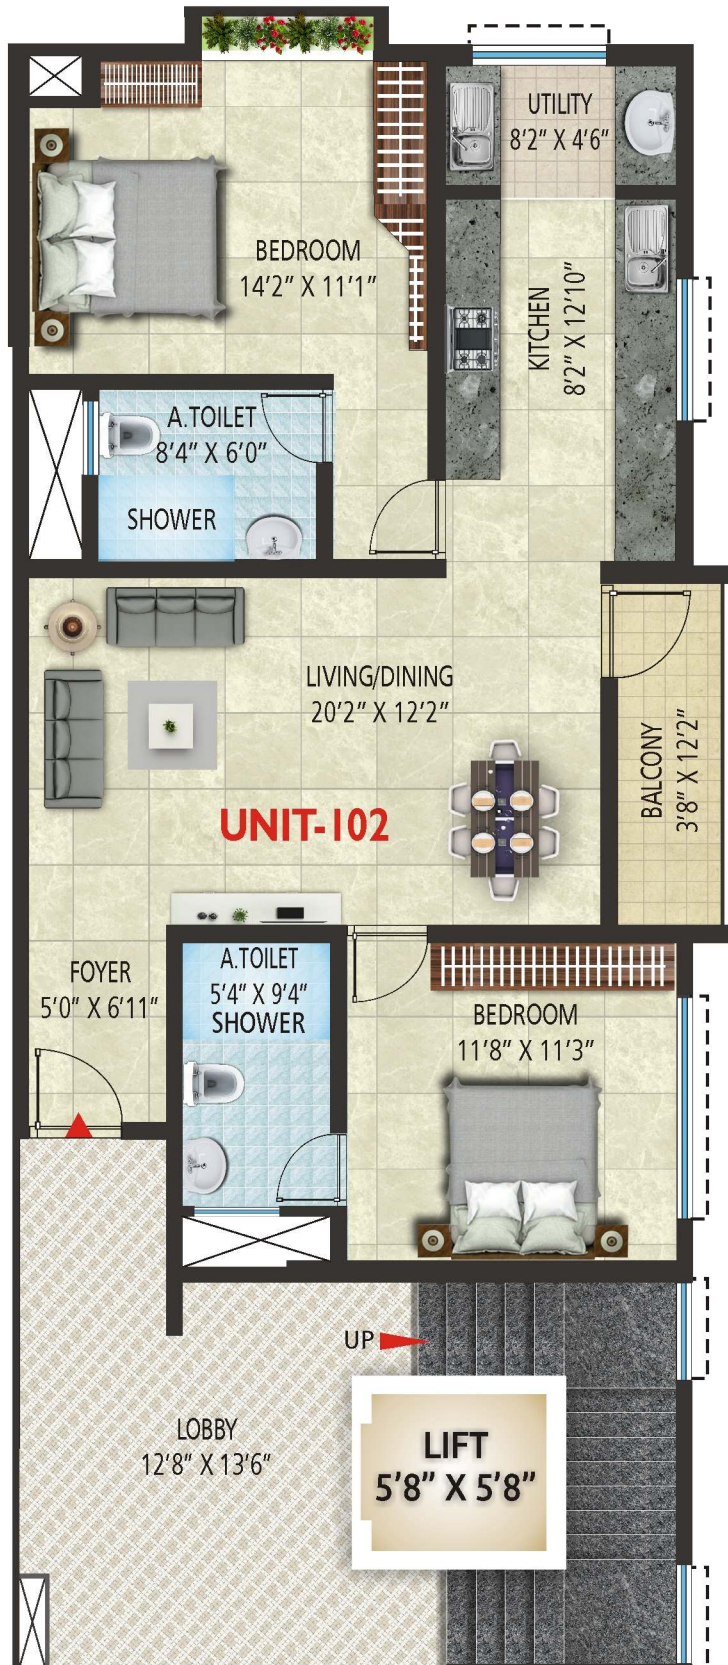 UTILITY
8'2" X 4'6"
BEDROOM
14'2" X 11'1"
KITCHEN
8'2" X 12'10"
A.TOILET
8'4" X 6'0"
SHOWER
LIVING/DINING
20'2" X 12'2"
BALCONY
3'8" X 12'2"
UNIT-102
FOYER
5'0" X 6'11"
A.TOILET
5'4" X 9'4"
SHOWER
BEDROOM
11'8" X 11'3"
UP
LOBBY
12'8" X 13'6"
LIFT
5'8" X 5'8"